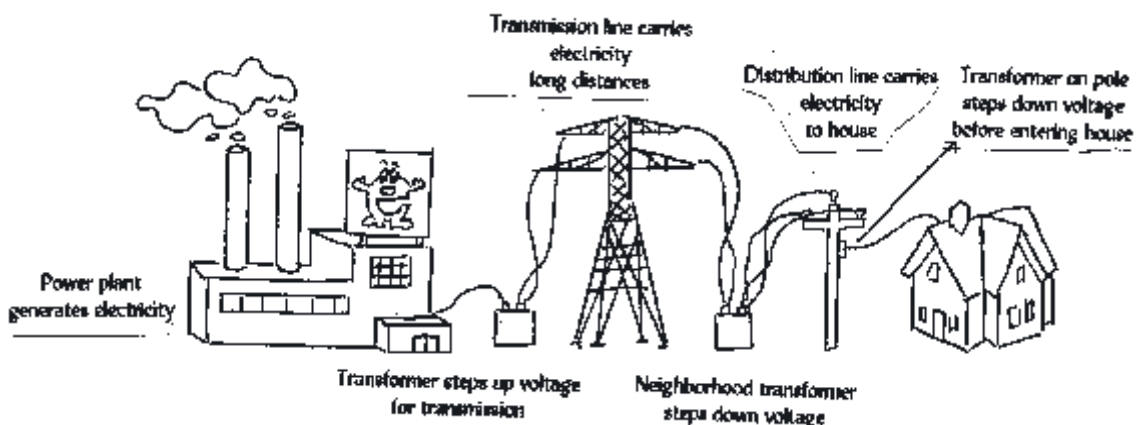 Transmission line carries
electricity
long distances
Distribution line carries
electricity
to house
Transformer on pole
steps down voltage
before entering house
Power plant
generates electricity
Transformer steps up voltage
for transmission
Neighborhood transformer
steps down voltage